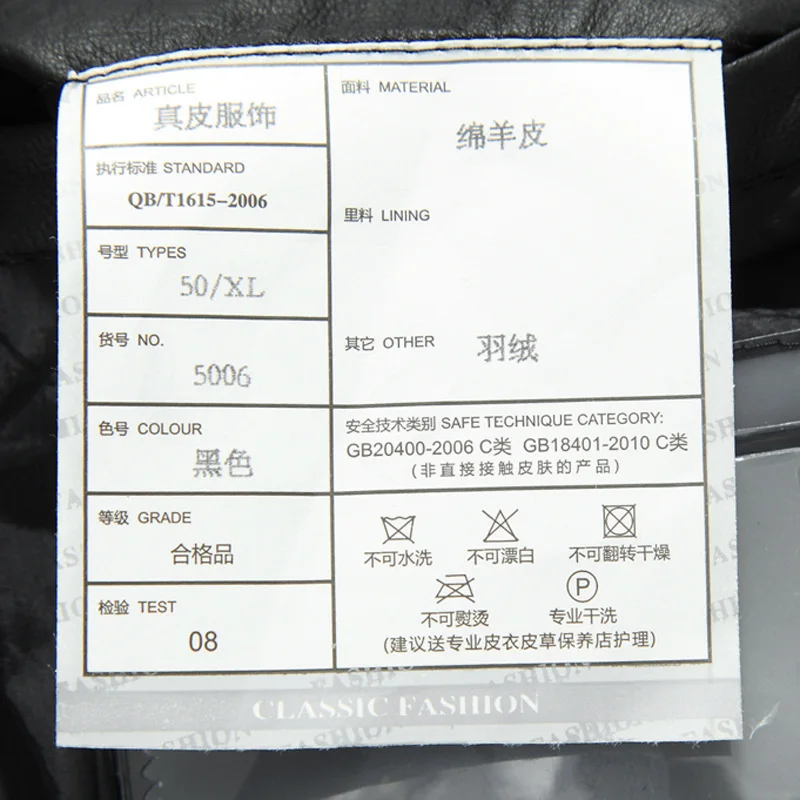 品名 ARTICLE
真皮服饰
执行标准 STANDARD
QB/T1615-2006
号型 TYPES
50/XL
货号 NO.
5006
色号 COLOUR
黑色
等级 GRADE
合格品
检验 TEST
08
面料 MATERIAL
绵羊皮
里料 LINING
其它 OTHER
羽绒
安全技术类别 SAFE TECHNIQUE CATEGORY:
GB20400-2006 C类 GB18401-2010 C类
(非直接接触皮肤的产品)
不可水洗 不可漂白 不可翻转干燥
P
不可熨烫 专业干洗
(建议送专业皮衣皮草保养店护理)
CLASSIC FASHION